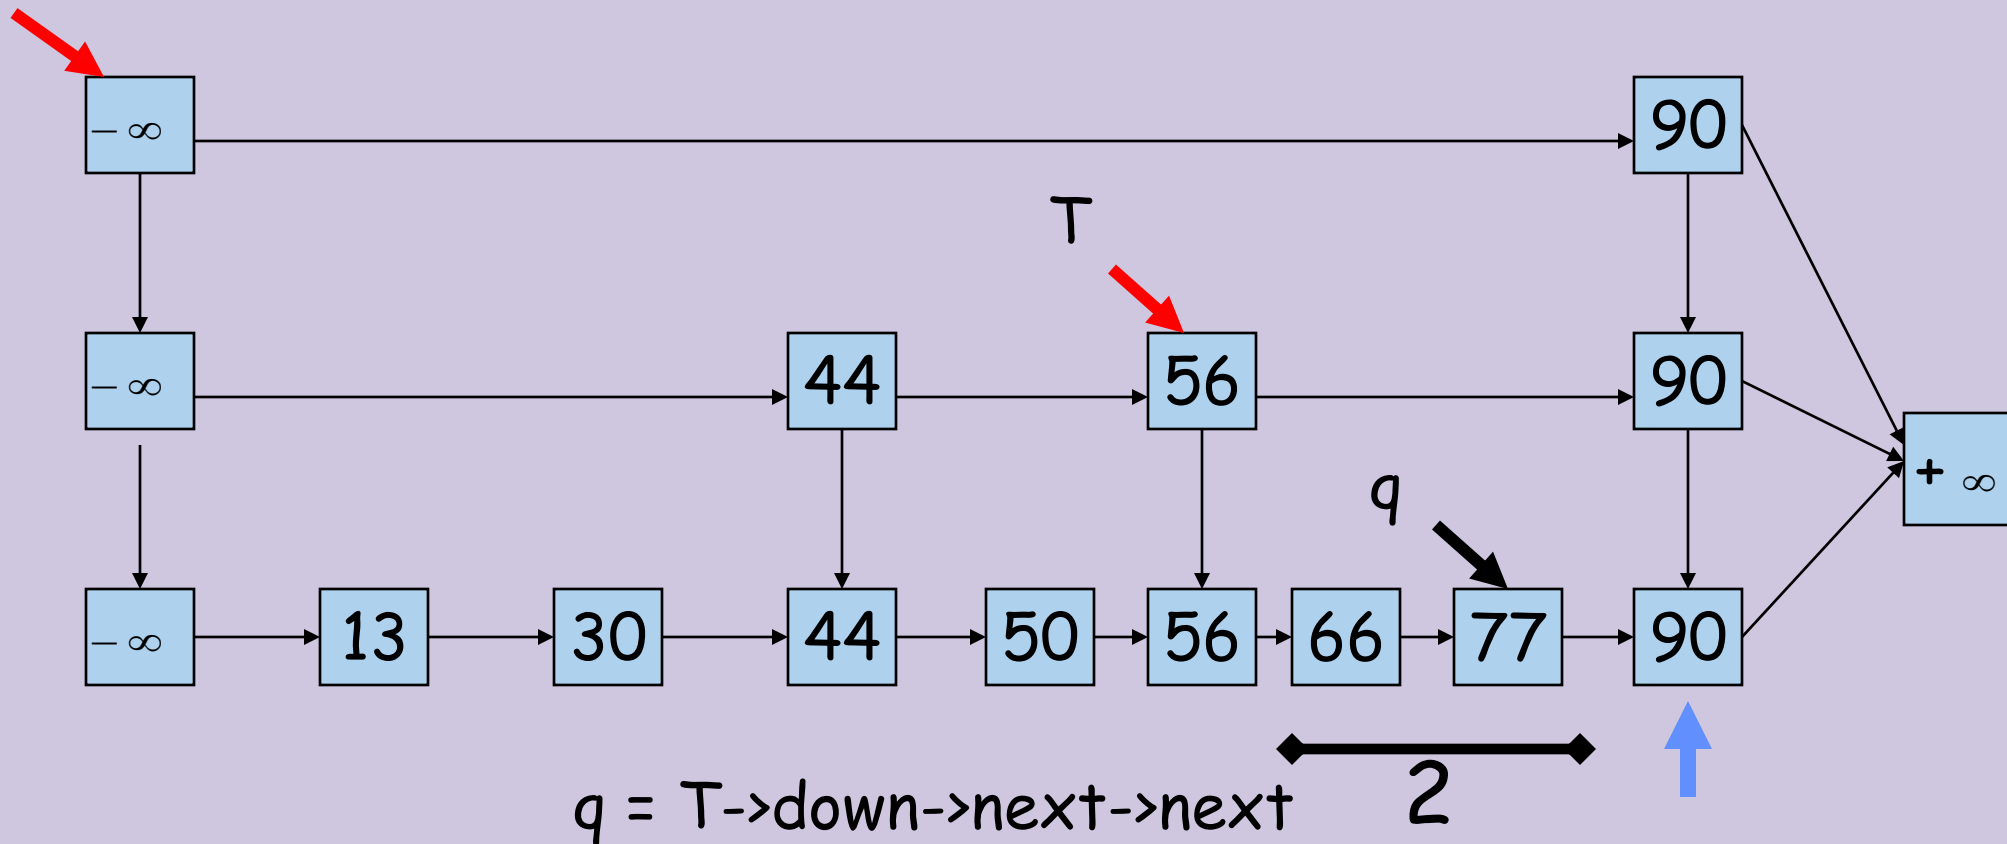 − ∞ 90
T
− ∞ 44 56 90
+ ∞
q
− ∞ 13 30 44 50 56 66 77 90
2
q = T->down->next->next